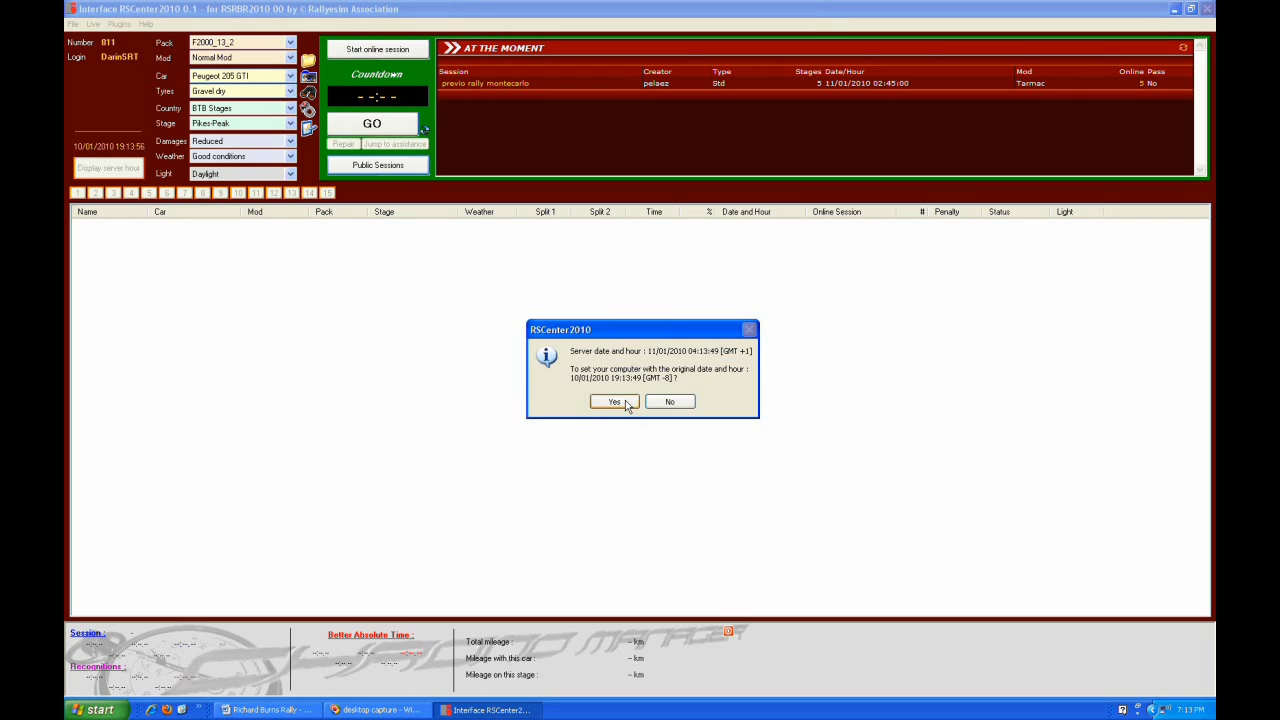 Interface RSCenter2010 0.1 - for RSRBR2010 00 by © Rallyesim Association
File Live Plugins Help
Number 811
Login DarinSRT
10/01/2010 19:13:56
Display server hour
Pack F2000_13_2
Mod Normal Mod
Car Peugeot 205 GTI
Tyres Gravel dry
Country BTB Stages
Stage Pikes-Peak
Damages Reduced
Weather Good conditions
Light Daylight
Start online session
Countdown
- -:- -
GO
Repair Jump to assistance
Public Sessions
AT THE MOMENT
Session Creator Type Stages Date/Hour Mod Online Pass
previo rally montecarlo pelaez Std 5 11/01/2010 02:45:00 Tarmac 5 No
1 2 3 4 5 6 7 8 9 10 11 12 13 14 15
Name Car Mod Pack Stage Weather Split 1 Split 2 Time % Date and Hour Online Session # Penalty Status Light
RSCenter2010
Server date and hour : 11/01/2010 04:13:49 [GMT +1]
To set your computer with the original date and hour :
10/01/2010 19:13:49 [GMT -8] ?
Yes No
Session : -
--:--.-- --:--.-- --:--.--
--:--.-- --:--.--
Recognitions :
--:--.-- --:--.-- --:--.--
--:--.-- --:--.--
Better Absolute Time :
--:--.-- --:--.-- --:--.--
--:--.-- --:--.--
Total mileage : -- km
Mileage with this car : -- km
Mileage on this stage : -- km
start Richard Burns Rally - ... desktop capture - Wi... Interface RSCenter2... 7:13 PM